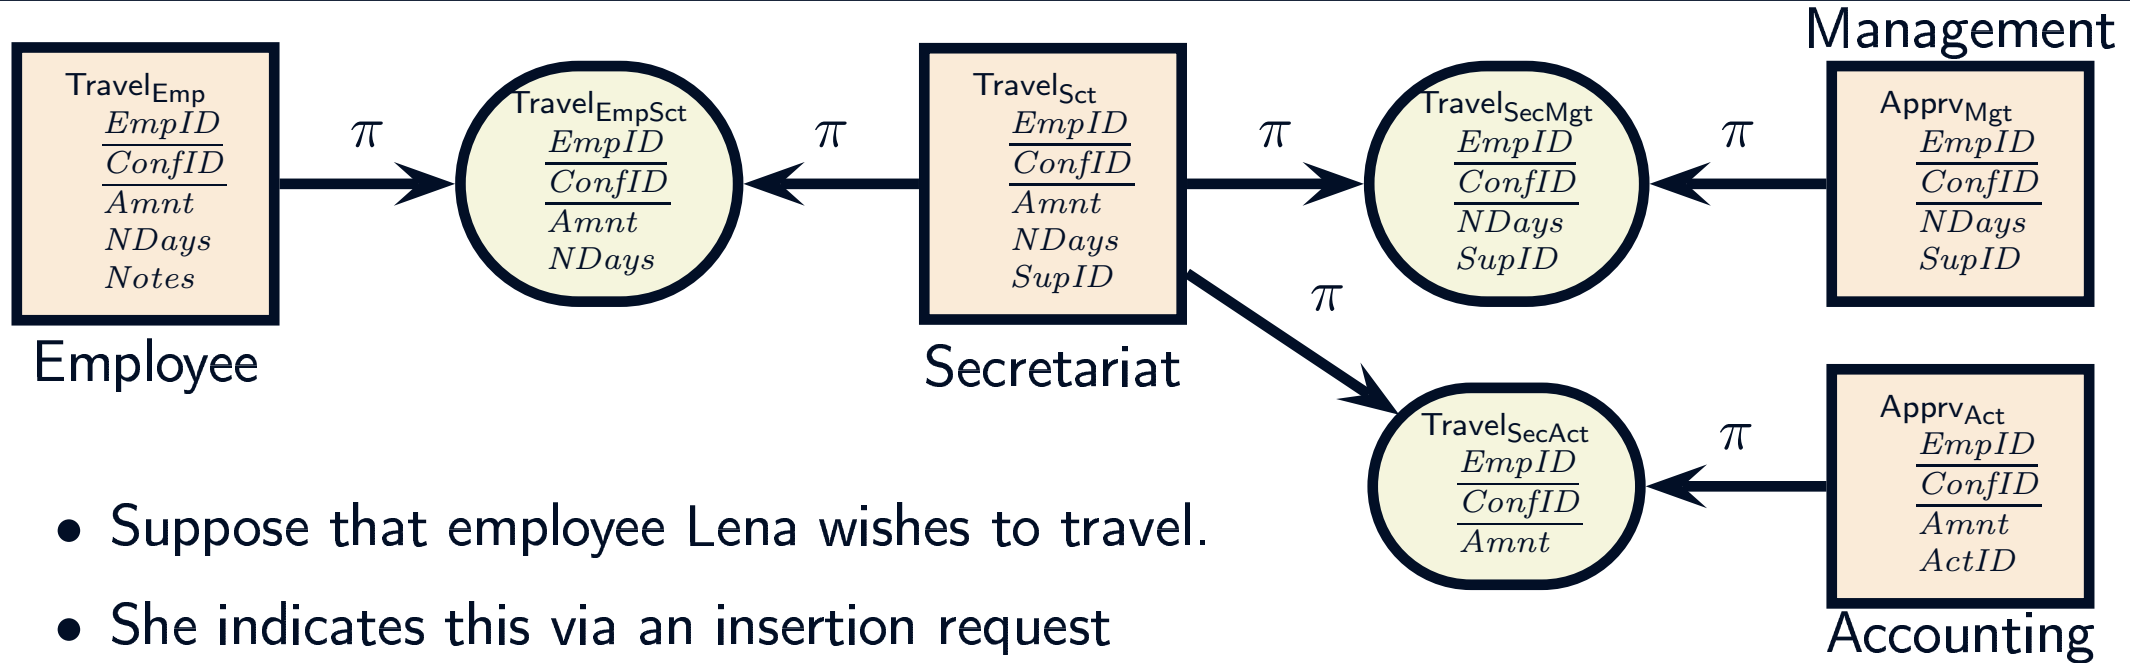 Management
Travel_Emp
EmpID
ConfID
Amnt
NDays
Notes
Employee
π
Travel_EmpSct
EmpID
ConfID
Amnt
NDays
π
Travel_Sct
EmpID
ConfID
Amnt
NDays
SupID
Secretariat
π
Travel_SecMgt
EmpID
ConfID
NDays
SupID
π
Apprv_Mgt
EmpID
ConfID
NDays
SupID
π
Travel_SecAct
EmpID
ConfID
Amnt
π
Apprv_Act
EmpID
ConfID
Amnt
ActID
Accounting
• Suppose that employee Lena wishes to travel.
• She indicates this via an insertion request